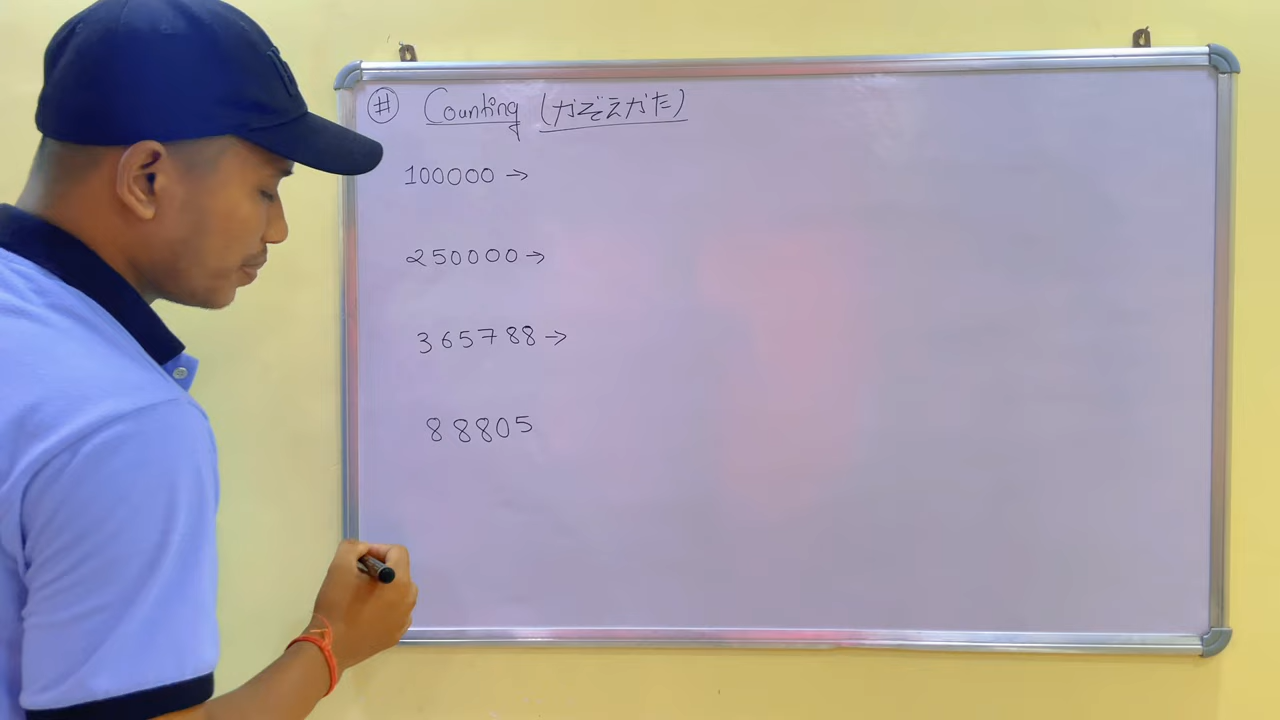 # Counting (かぞえかた)
100000 →
250000 →
365788 →
88805